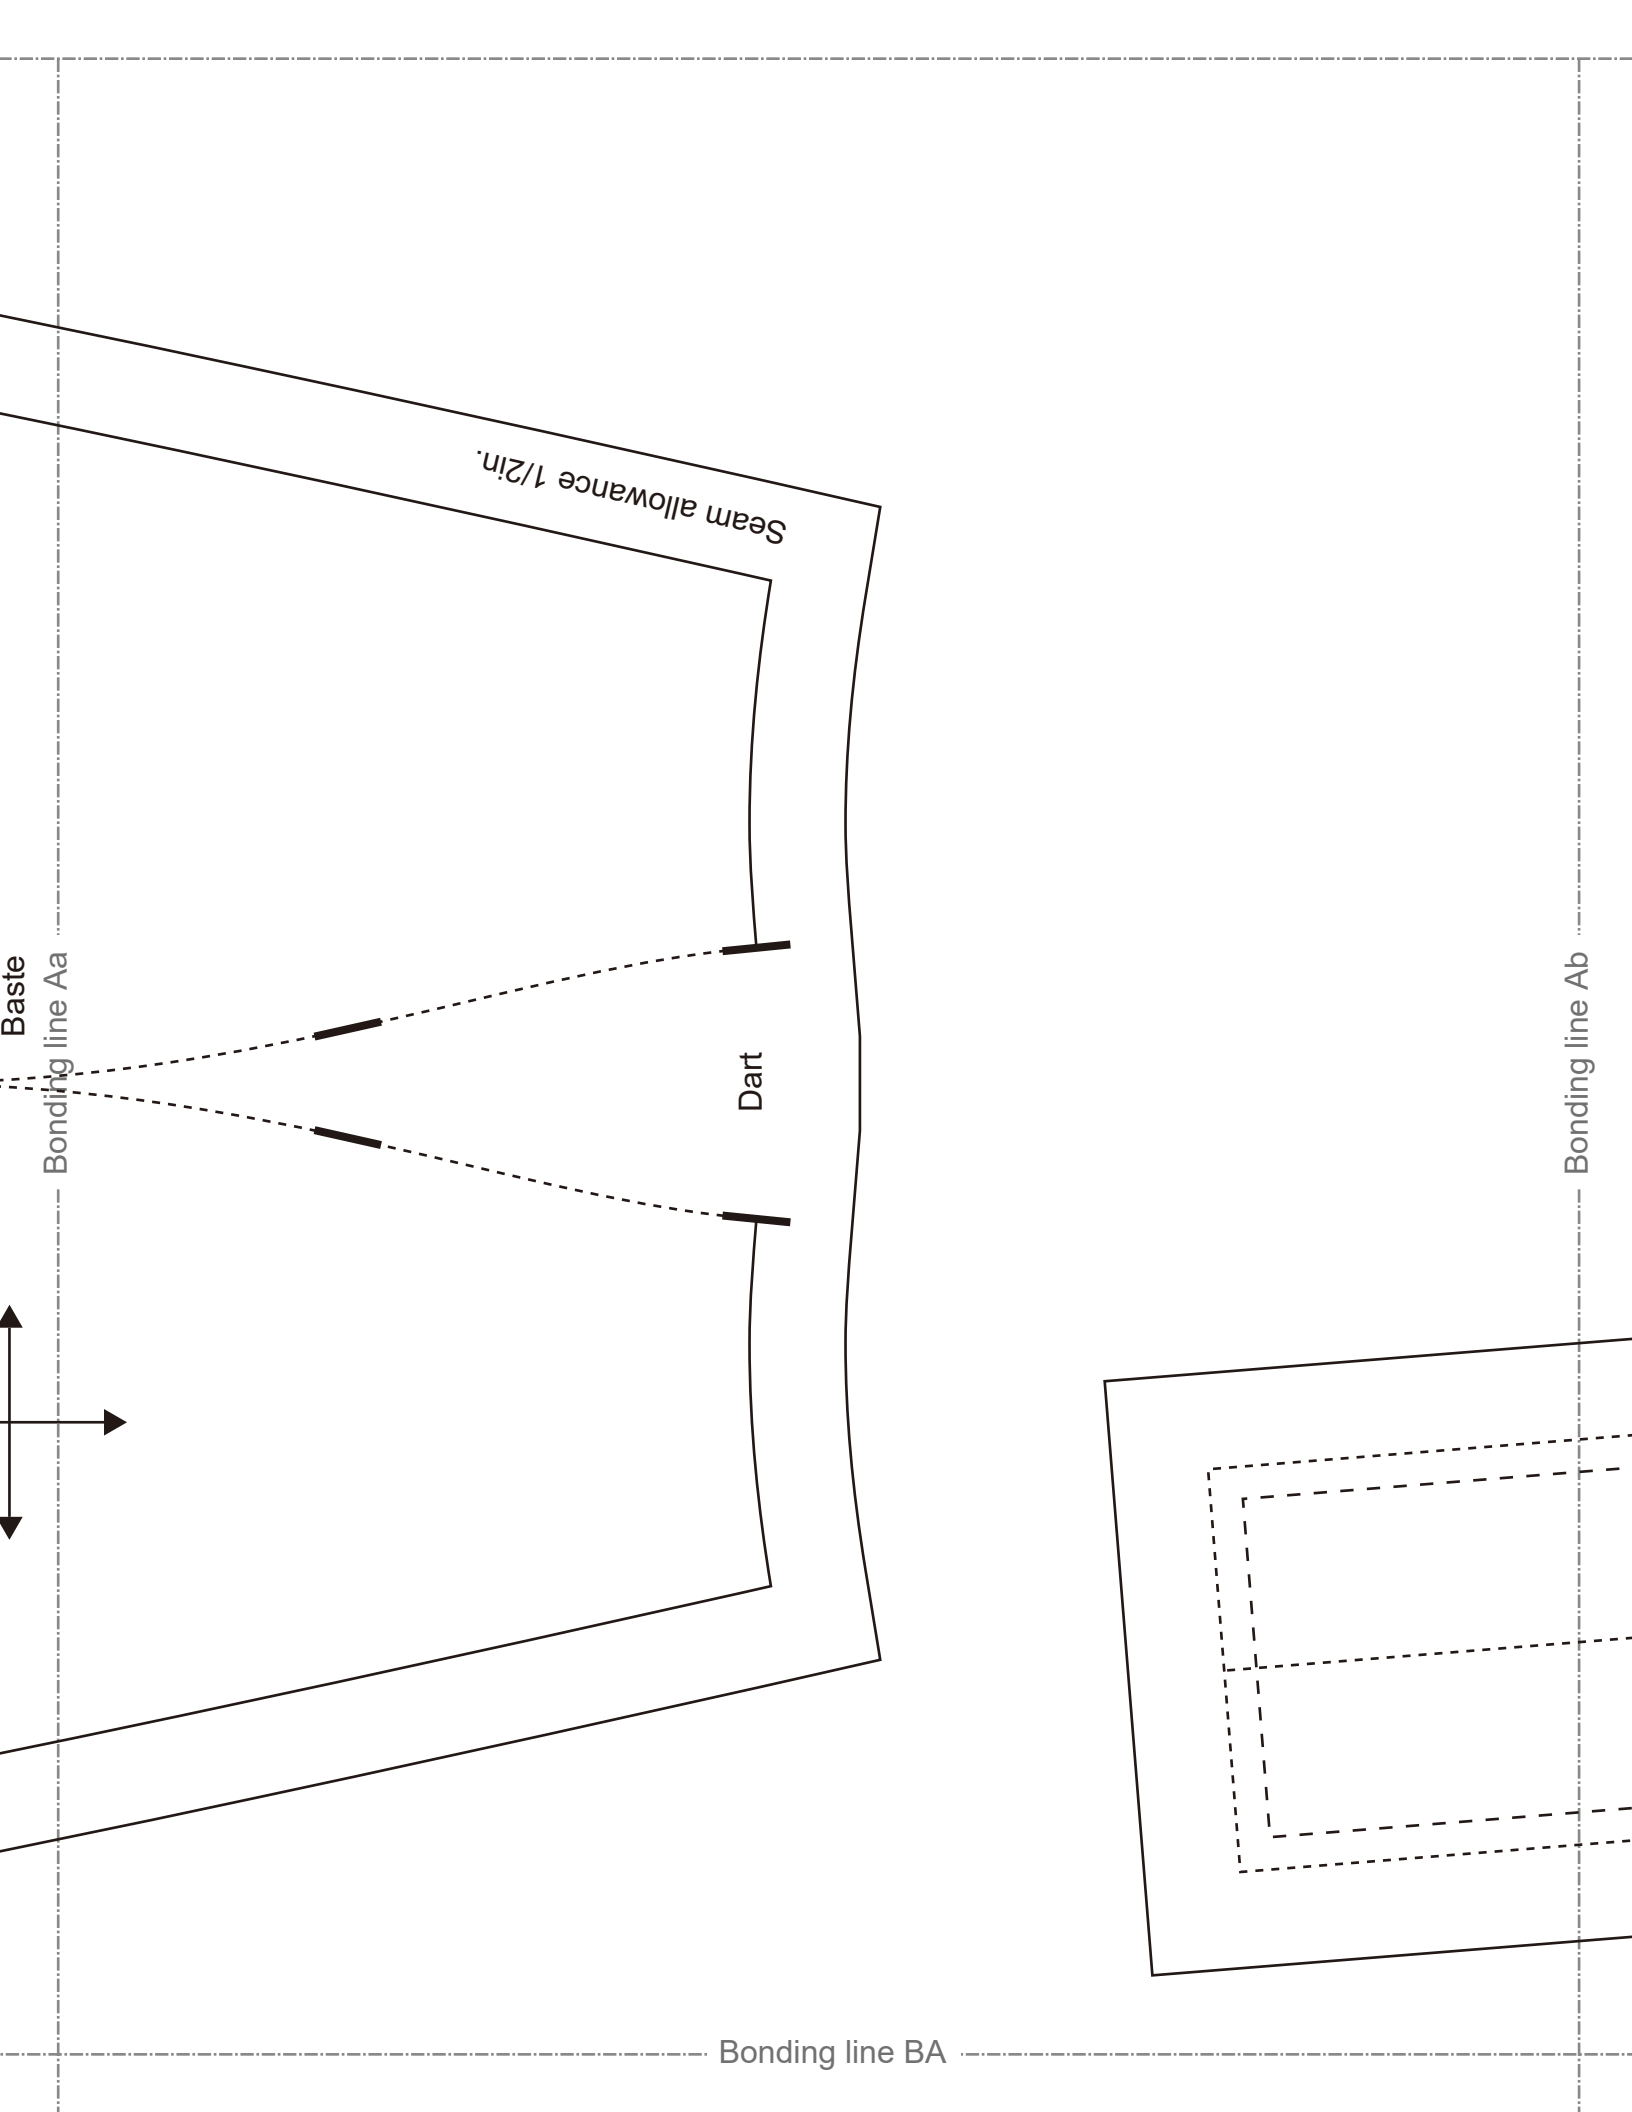 Seam allowance 1/2in.
Baste
Bonding line Aa
Dart
Bonding line Ab
Bonding line BA